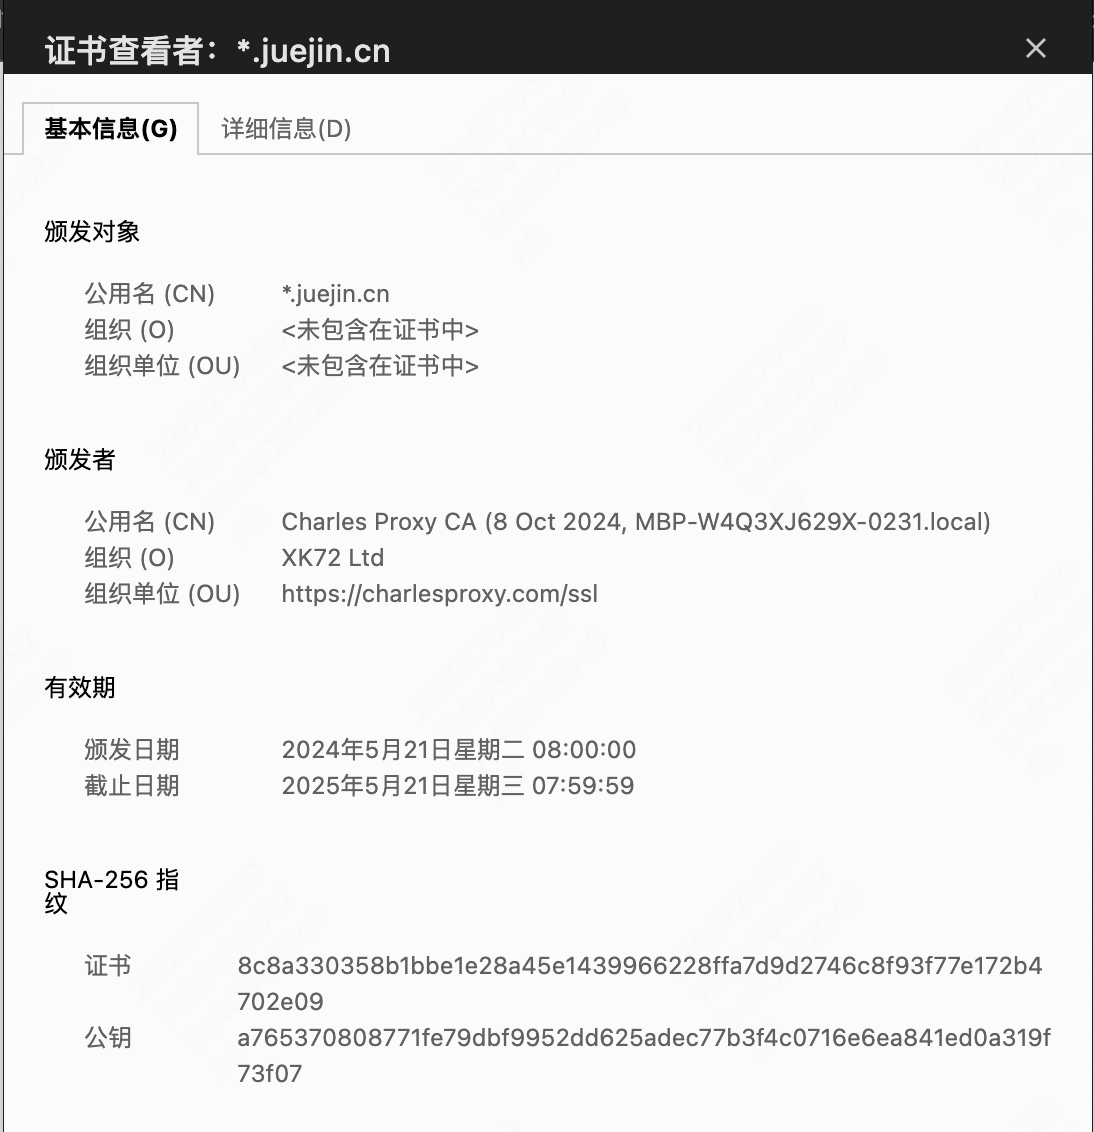 证书查看者：*.juejin.cn
基本信息(G) 详细信息(D)
颁发对象
公用名 (CN) *.juejin.cn
组织 (O) <未包含在证书中>
组织单位 (OU) <未包含在证书中>
颁发者
公用名 (CN) Charles Proxy CA (8 Oct 2024, MBP-W4Q3XJ629X-0231.local)
组织 (O) XK72 Ltd
组织单位 (OU) https://charlesproxy.com/ssl
有效期
颁发日期 2024年5月21日星期二 08:00:00
截止日期 2025年5月21日星期三 07:59:59
SHA-256 指
纹
证书 8c8a330358b1bbe1e28a45e1439966228ffa7d9d2746c8f93f77e172b4
702e09
公钥 a765370808771fe79dbf9952dd625adec77b3f4c0716e6ea841ed0a319f
73f07